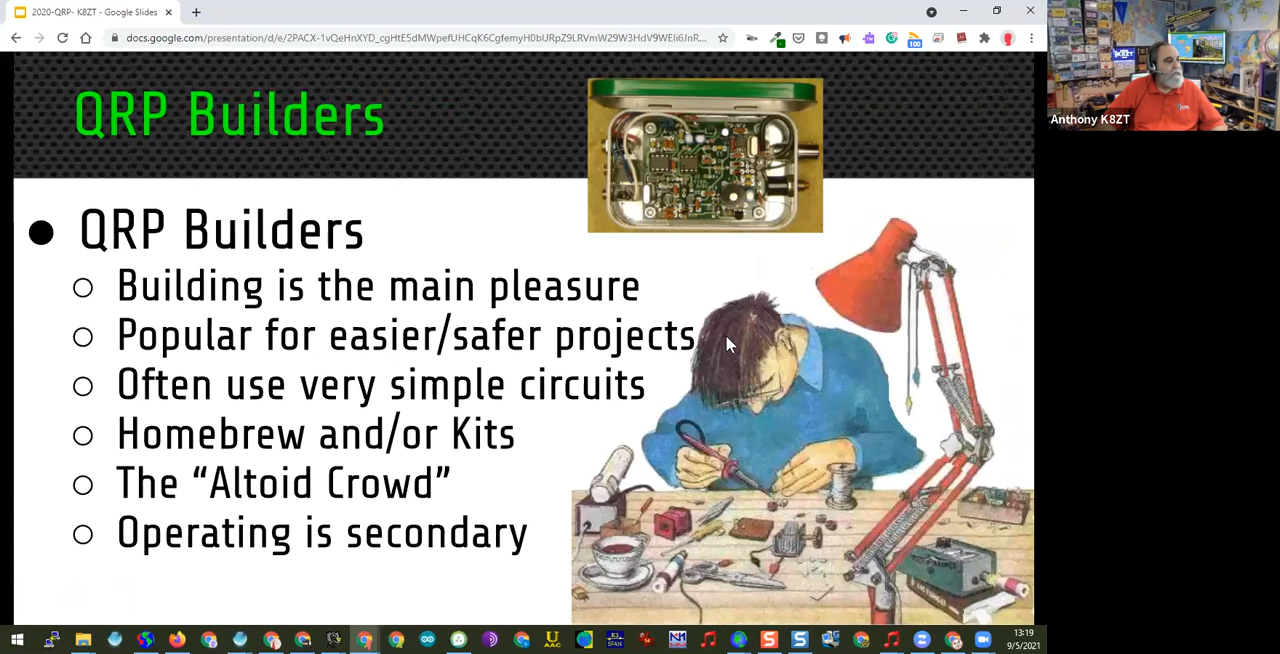 2020-QRP- K8ZT - Google Slides
docs.google.com/presentation/d/e/2PACX-1vQeHnXYD_cgHtE5dMWpefUHCqK6CgfemyH0bURpZ9LRVmW29W3HdV9WEli6JnR...
100
QRP Builders
Anthony K8ZT
QRP Builders
Building is the main pleasure
Popular for easier/safer projects
Often use very simple circuits
Homebrew and/or Kits
The “Altoid Crowd”
Operating is secondary
13:19
9/5/2021